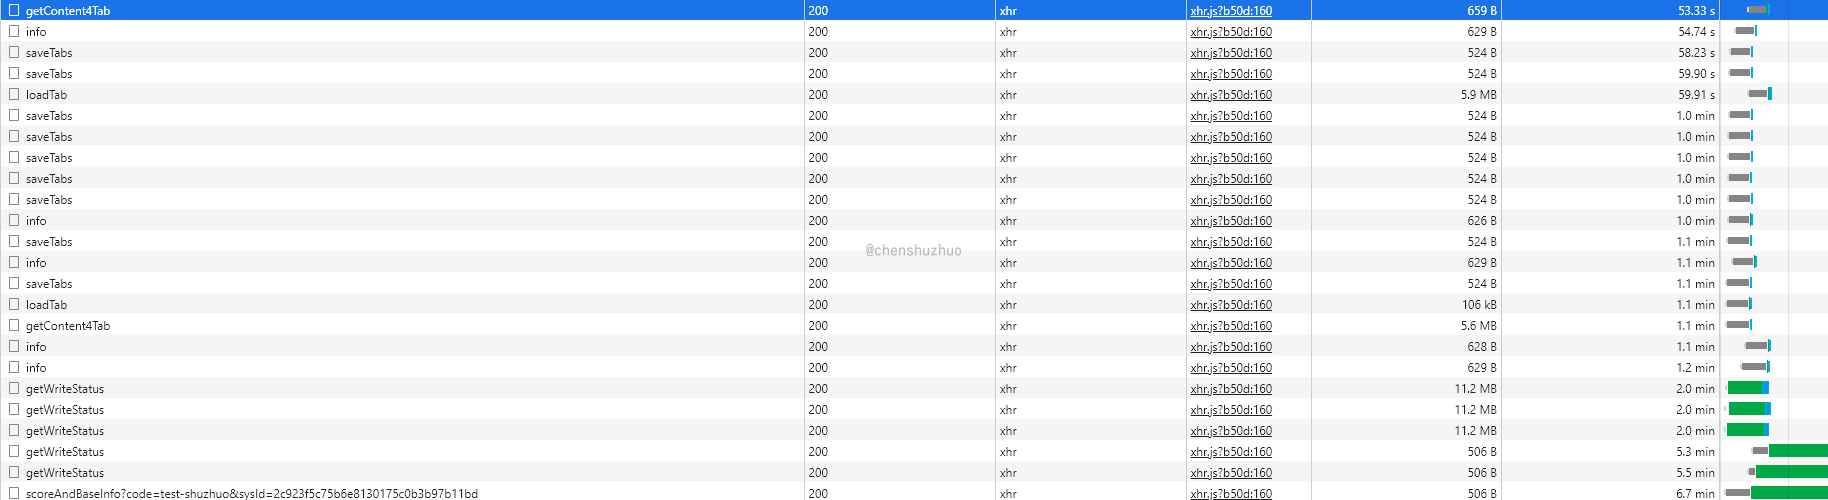 getContent4Tab 200 xhr xhr.js?b50d:160 659 B 53.33 s
info 200 xhr xhr.js?b50d:160 629 B 54.74 s
saveTabs 200 xhr xhr.js?b50d:160 524 B 58.23 s
saveTabs 200 xhr xhr.js?b50d:160 524 B 59.90 s
loadTab 200 xhr xhr.js?b50d:160 5.9 MB 59.91 s
saveTabs 200 xhr xhr.js?b50d:160 524 B 1.0 min
saveTabs 200 xhr xhr.js?b50d:160 524 B 1.0 min
saveTabs 200 xhr xhr.js?b50d:160 524 B 1.0 min
saveTabs 200 xhr xhr.js?b50d:160 524 B 1.0 min
saveTabs 200 xhr xhr.js?b50d:160 524 B 1.0 min
info 200 xhr xhr.js?b50d:160 626 B 1.0 min
saveTabs 200 xhr xhr.js?b50d:160 524 B 1.1 min
@chenshuzhuo
info 200 xhr xhr.js?b50d:160 629 B 1.1 min
saveTabs 200 xhr xhr.js?b50d:160 524 B 1.1 min
loadTab 200 xhr xhr.js?b50d:160 106 kB 1.1 min
getContent4Tab 200 xhr xhr.js?b50d:160 5.6 MB 1.1 min
info 200 xhr xhr.js?b50d:160 628 B 1.1 min
info 200 xhr xhr.js?b50d:160 629 B 1.2 min
getWriteStatus 200 xhr xhr.js?b50d:160 11.2 MB 2.0 min
getWriteStatus 200 xhr xhr.js?b50d:160 11.2 MB 2.0 min
getWriteStatus 200 xhr xhr.js?b50d:160 11.2 MB 2.0 min
getWriteStatus 200 xhr xhr.js?b50d:160 506 B 5.3 min
getWriteStatus 200 xhr xhr.js?b50d:160 506 B 5.5 min
scoreAndBaseInfo?code=test-shuzhuo&sysId=2c923f5c75b6e8130175c0b3b97b11bd 200 xhr xhr.js?b50d:160 506 B 6.7 min